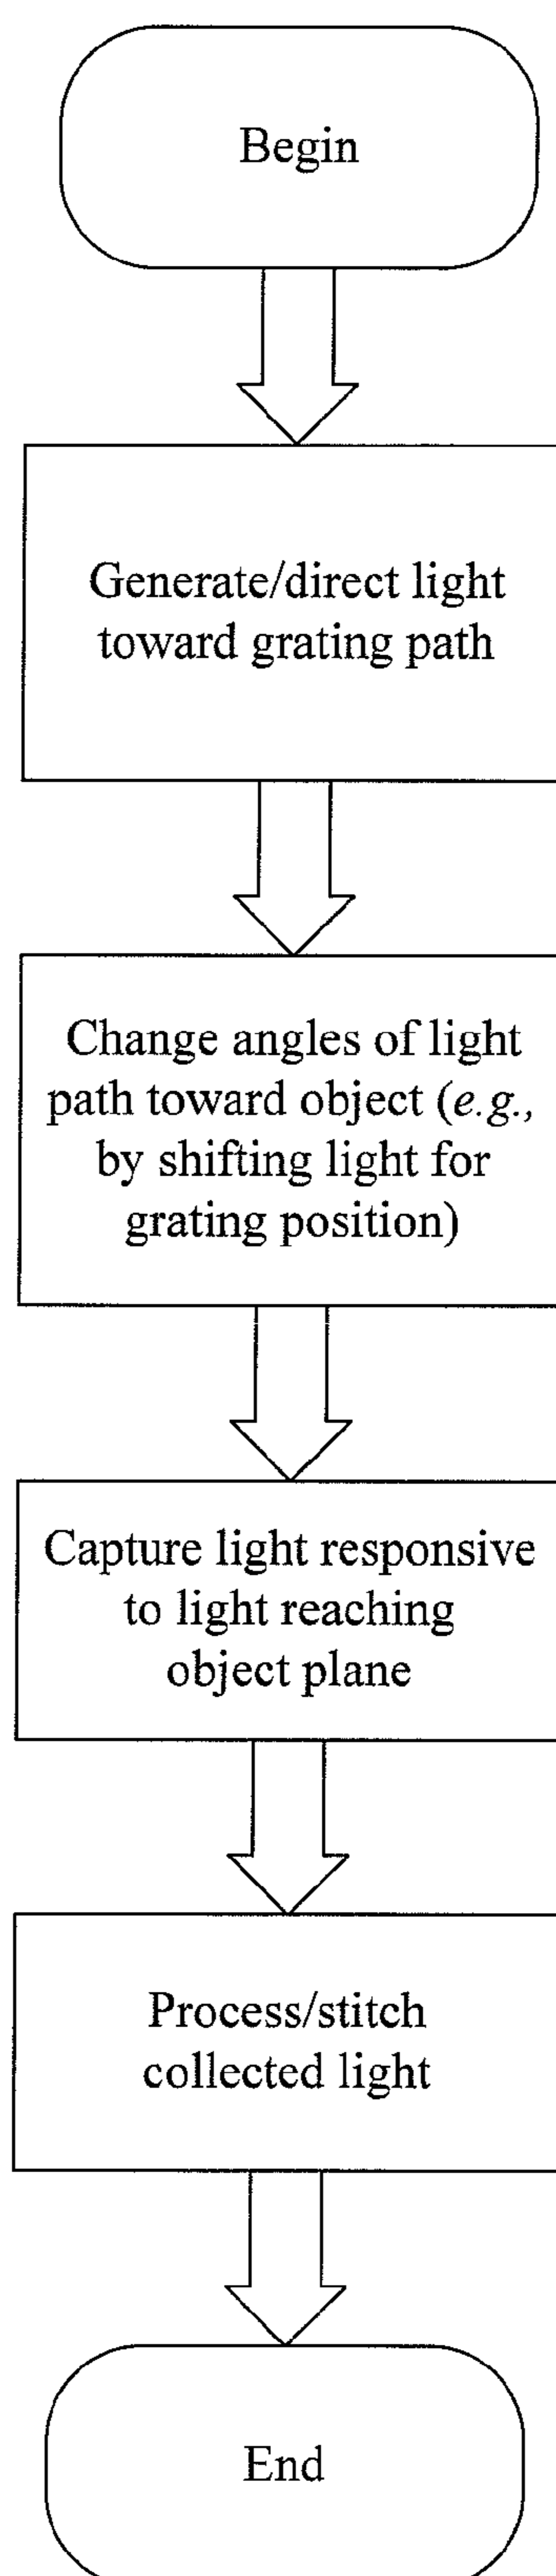 Begin
Generate/direct light
toward grating path
Change angles of light
path toward object (e.g.,
by shifting light for
grating position)
Capture light responsive
to light reaching
object plane
Process/stitch
collected light
End